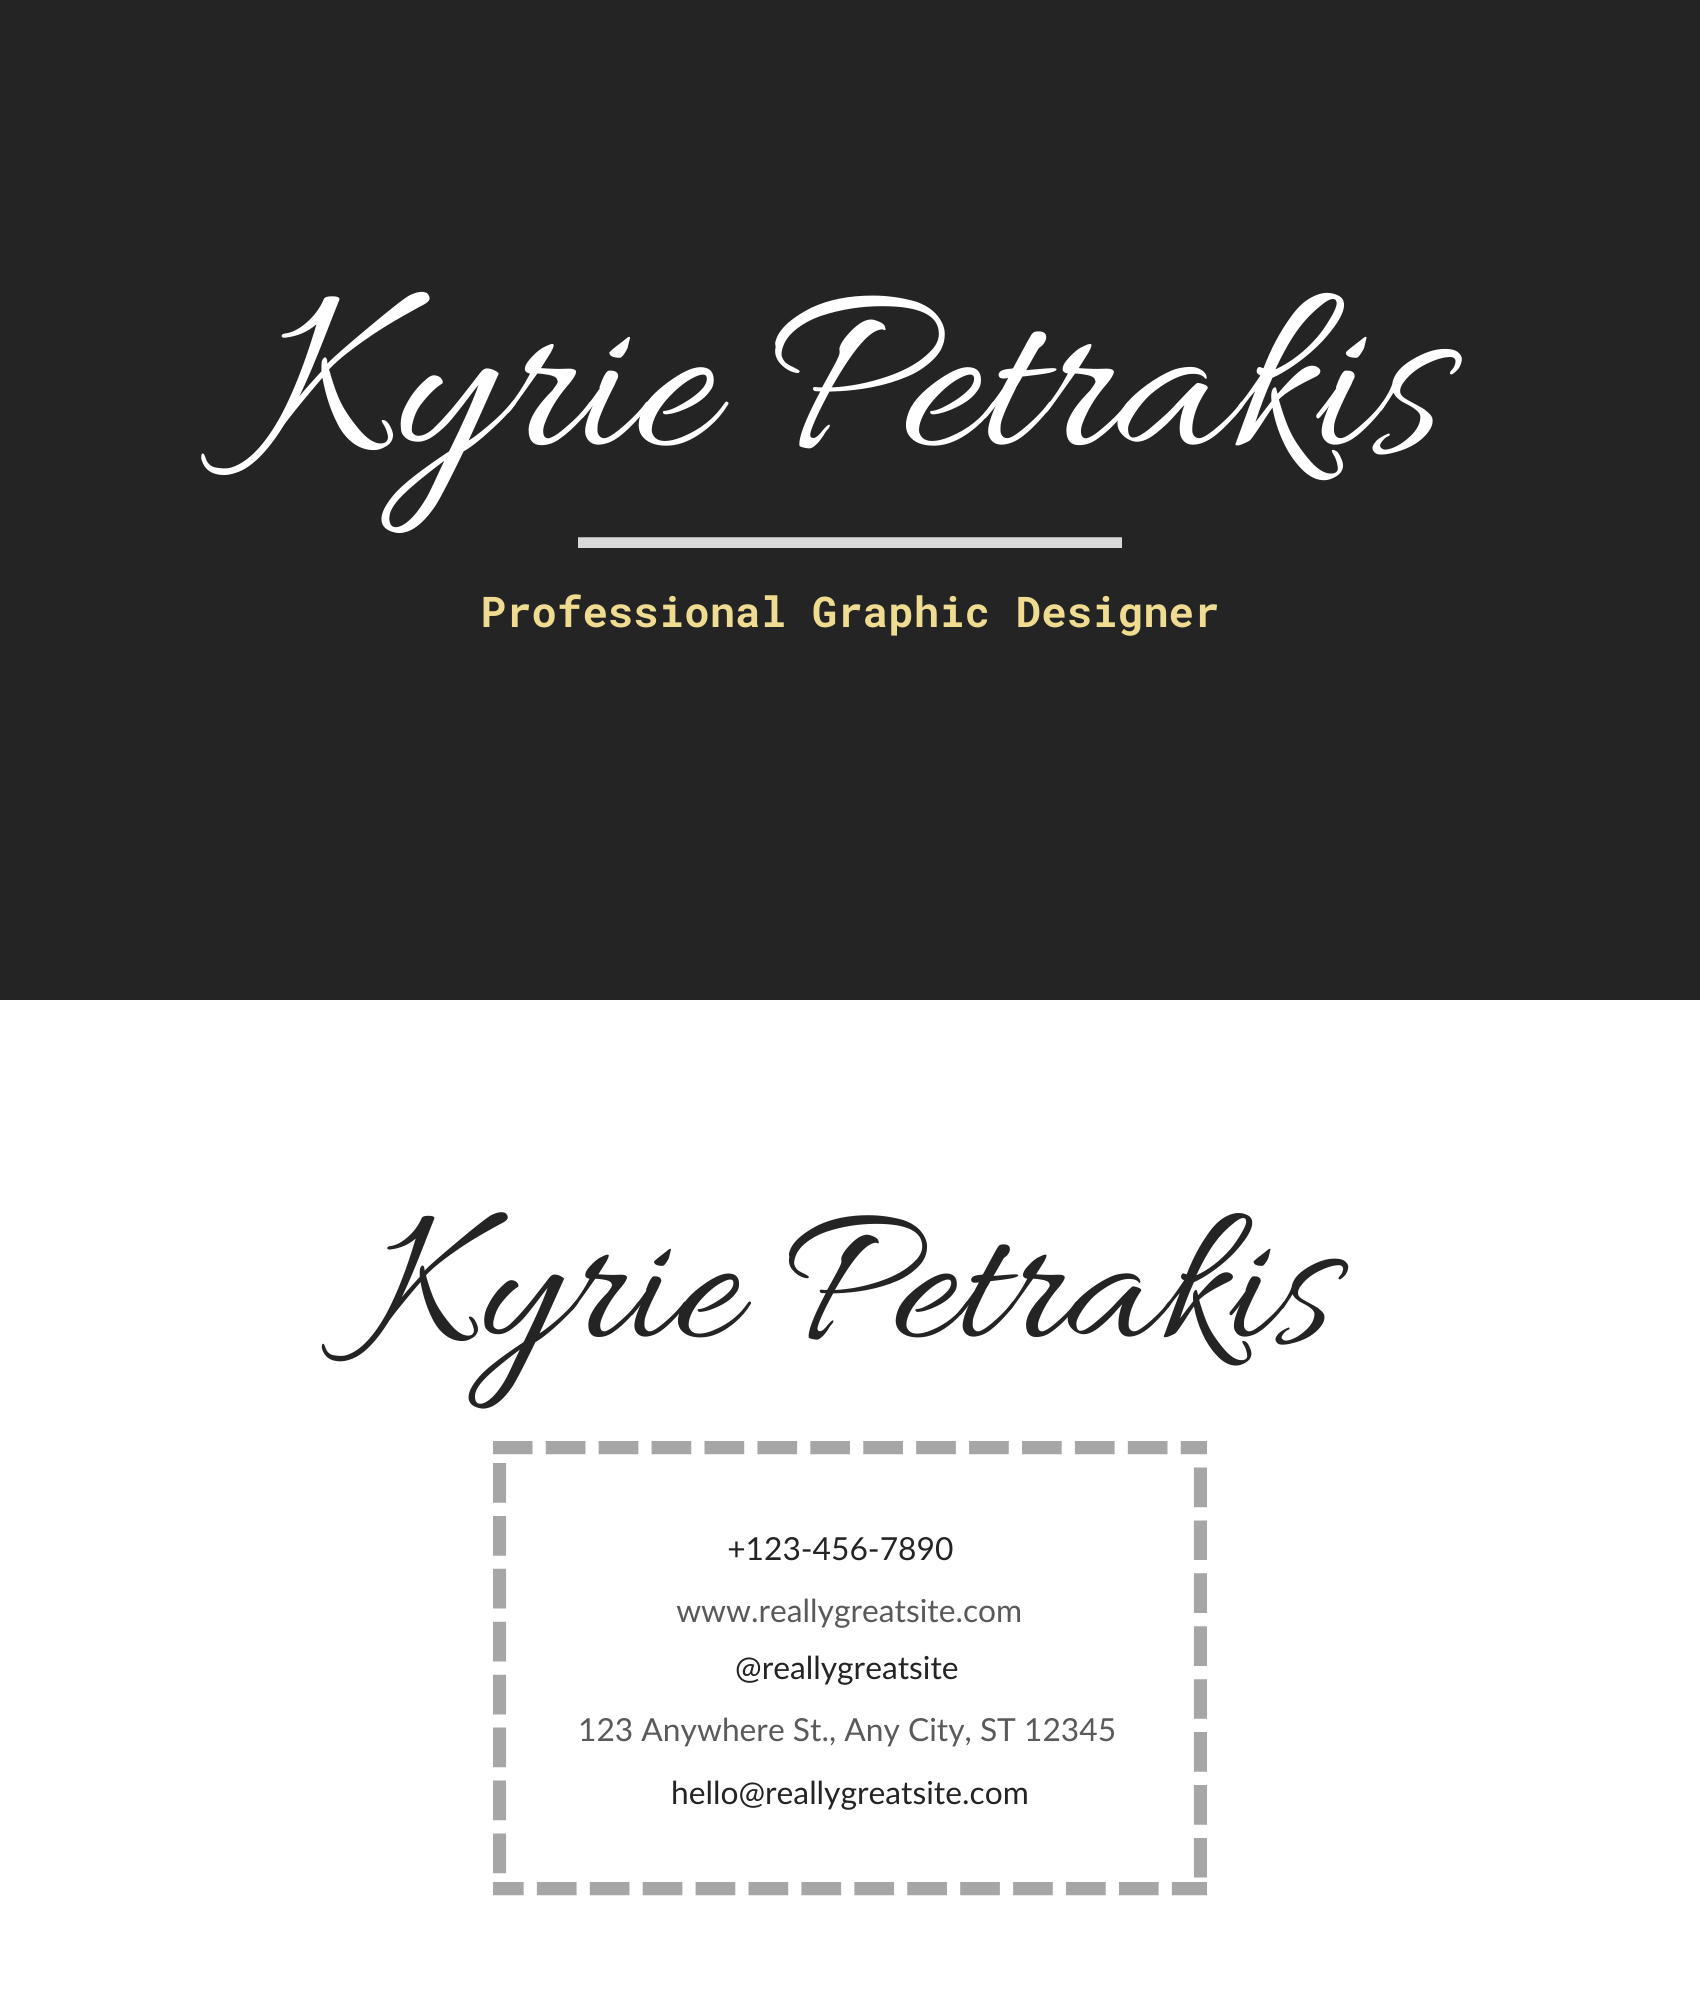 Kyrie Petrakis
Professional Graphic Designer
Kyrie Petrakis
+123-456-7890
www.reallygreatsite.com
@reallygreatsite
123 Anywhere St., Any City, ST 12345
hello@reallygreatsite.com